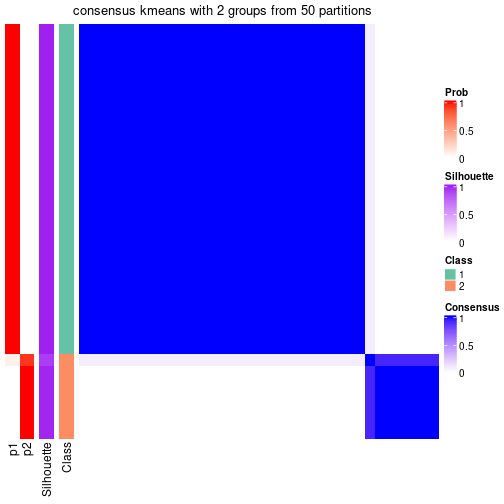 consensus kmeans with 2 groups from 50 partitions
Prob
1
0.5
0
Silhouette
1
0.5
0
Class
1
2
Consensus
1
0.5
0
p1
p2
Silhouette
Class